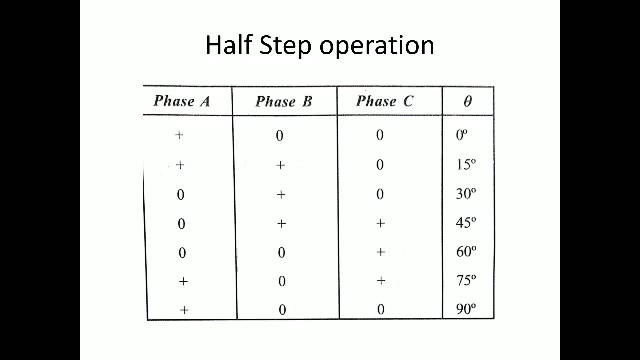 Half Step operation
Phase A Phase B Phase C θ
+ 0 0 0º
+ + 0 15º
0 + 0 30º
0 + + 45º
0 0 + 60º
+ 0 + 75º
+ 0 0 90º